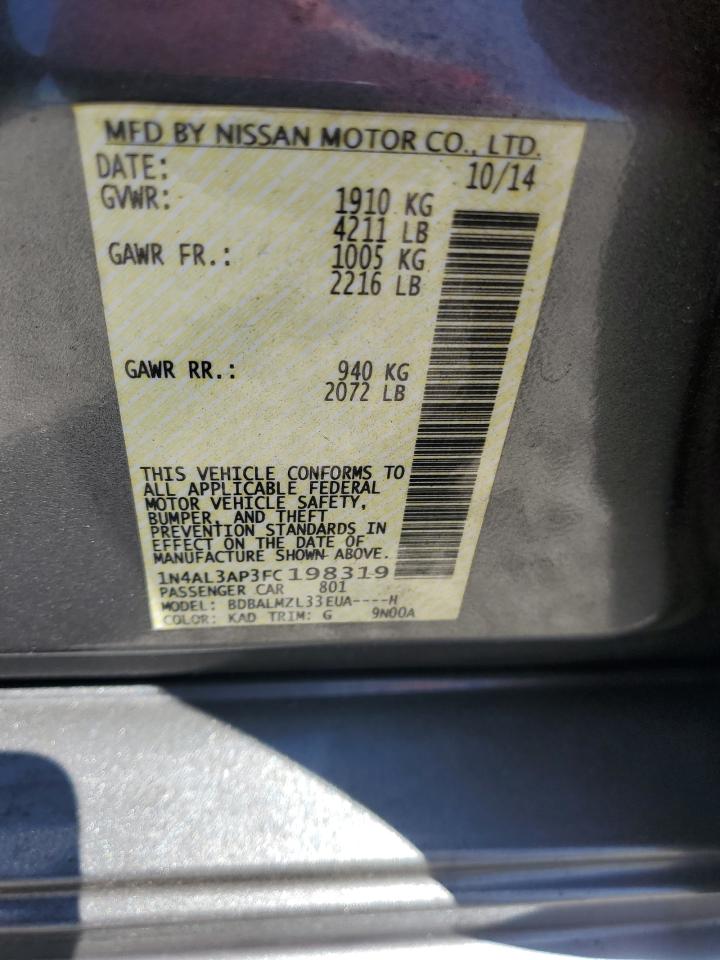 MFD BY NISSAN MOTOR CO., LTD.
DATE: 10/14
GVWR: 1910 KG
4211 LB
GAWR FR.: 1005 KG
2216 LB
GAWR RR.: 940 KG
2072 LB
THIS VEHICLE CONFORMS TO
ALL APPLICABLE FEDERAL
MOTOR VEHICLE SAFETY,
BUMPER, AND THEFT
PREVENTION STANDARDS IN
EFFECT ON THE DATE OF
MANUFACTURE SHOWN ABOVE.
1N4AL3AP3FC198319
PASSENGER CAR 801
MODEL: BDBALMZL33EUA----H
COLOR: KAD TRIM: G 9N00A